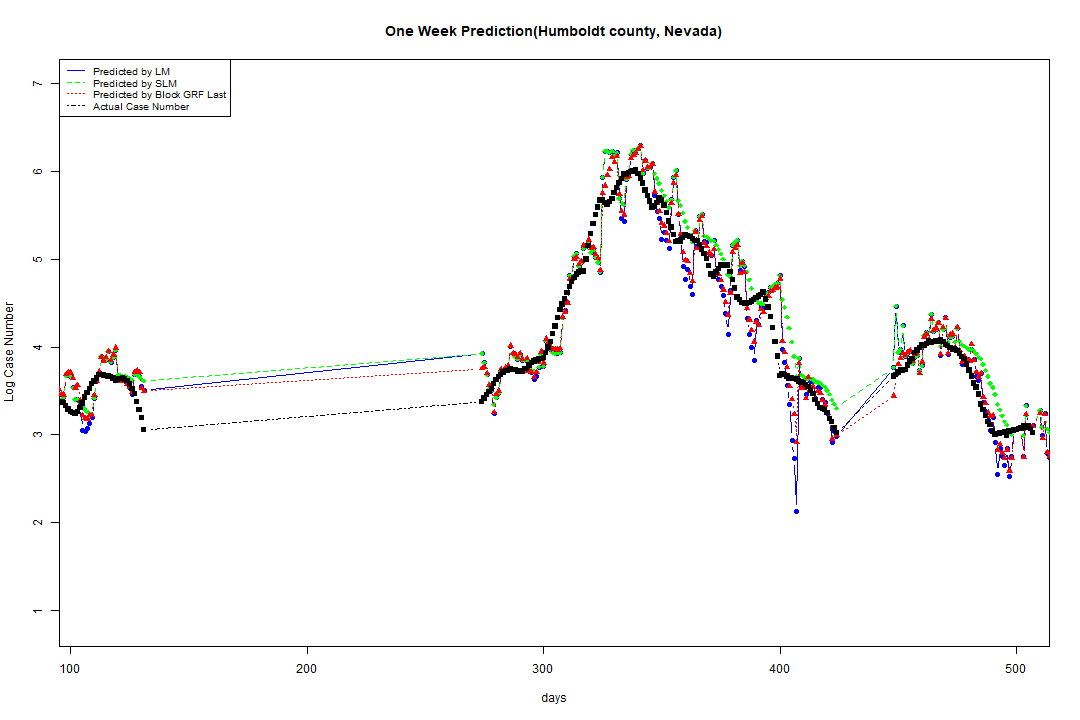 One Week Prediction(Humboldt county, Nevada)
Predicted by LM
Predicted by SLM
Predicted by Block GRF Last
Actual Case Number
7
6
5
4
3
2
1
Log Case Number
100 200 300 400 500
days